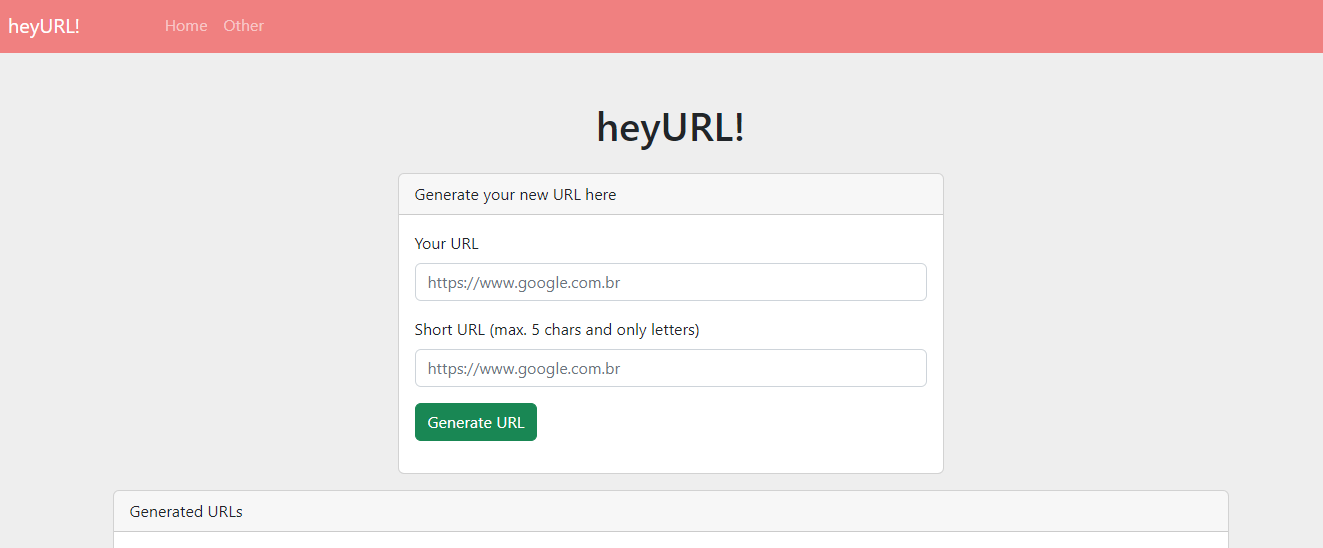 heyURL! Home Other
heyURL!
Generate your new URL here
Your URL
https://www.google.com.br
Short URL (max. 5 chars and only letters)
https://www.google.com.br
Generate URL
Generated URLs